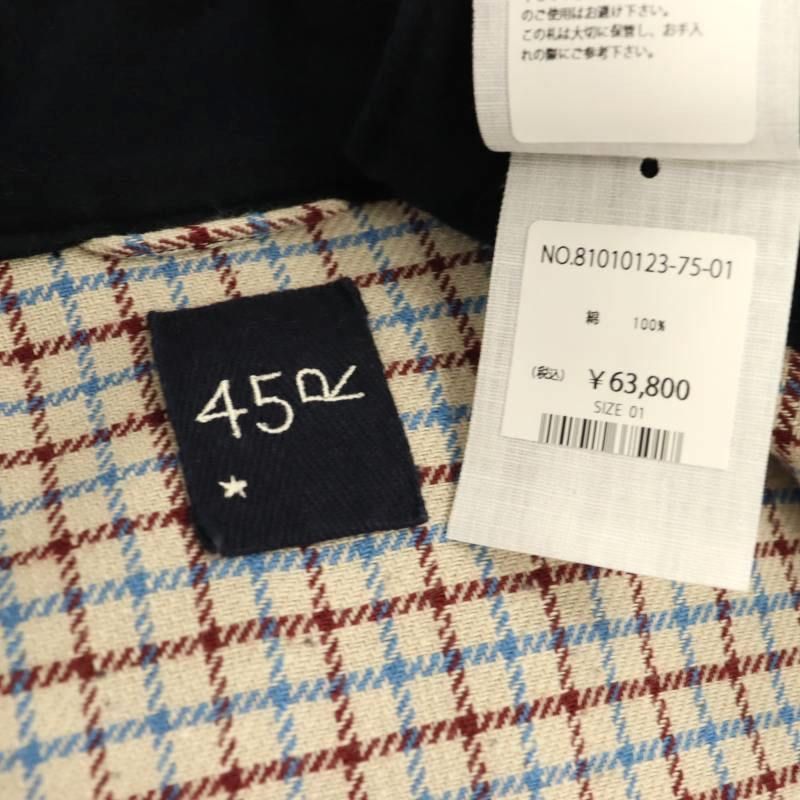 のご使用はお避け下さい。
この札は大切に保管し、お手入
れの際にご参考下さい。
NO.81010123-75-01
綿 100%
(税込) ¥63,800
SIZE 01
45R